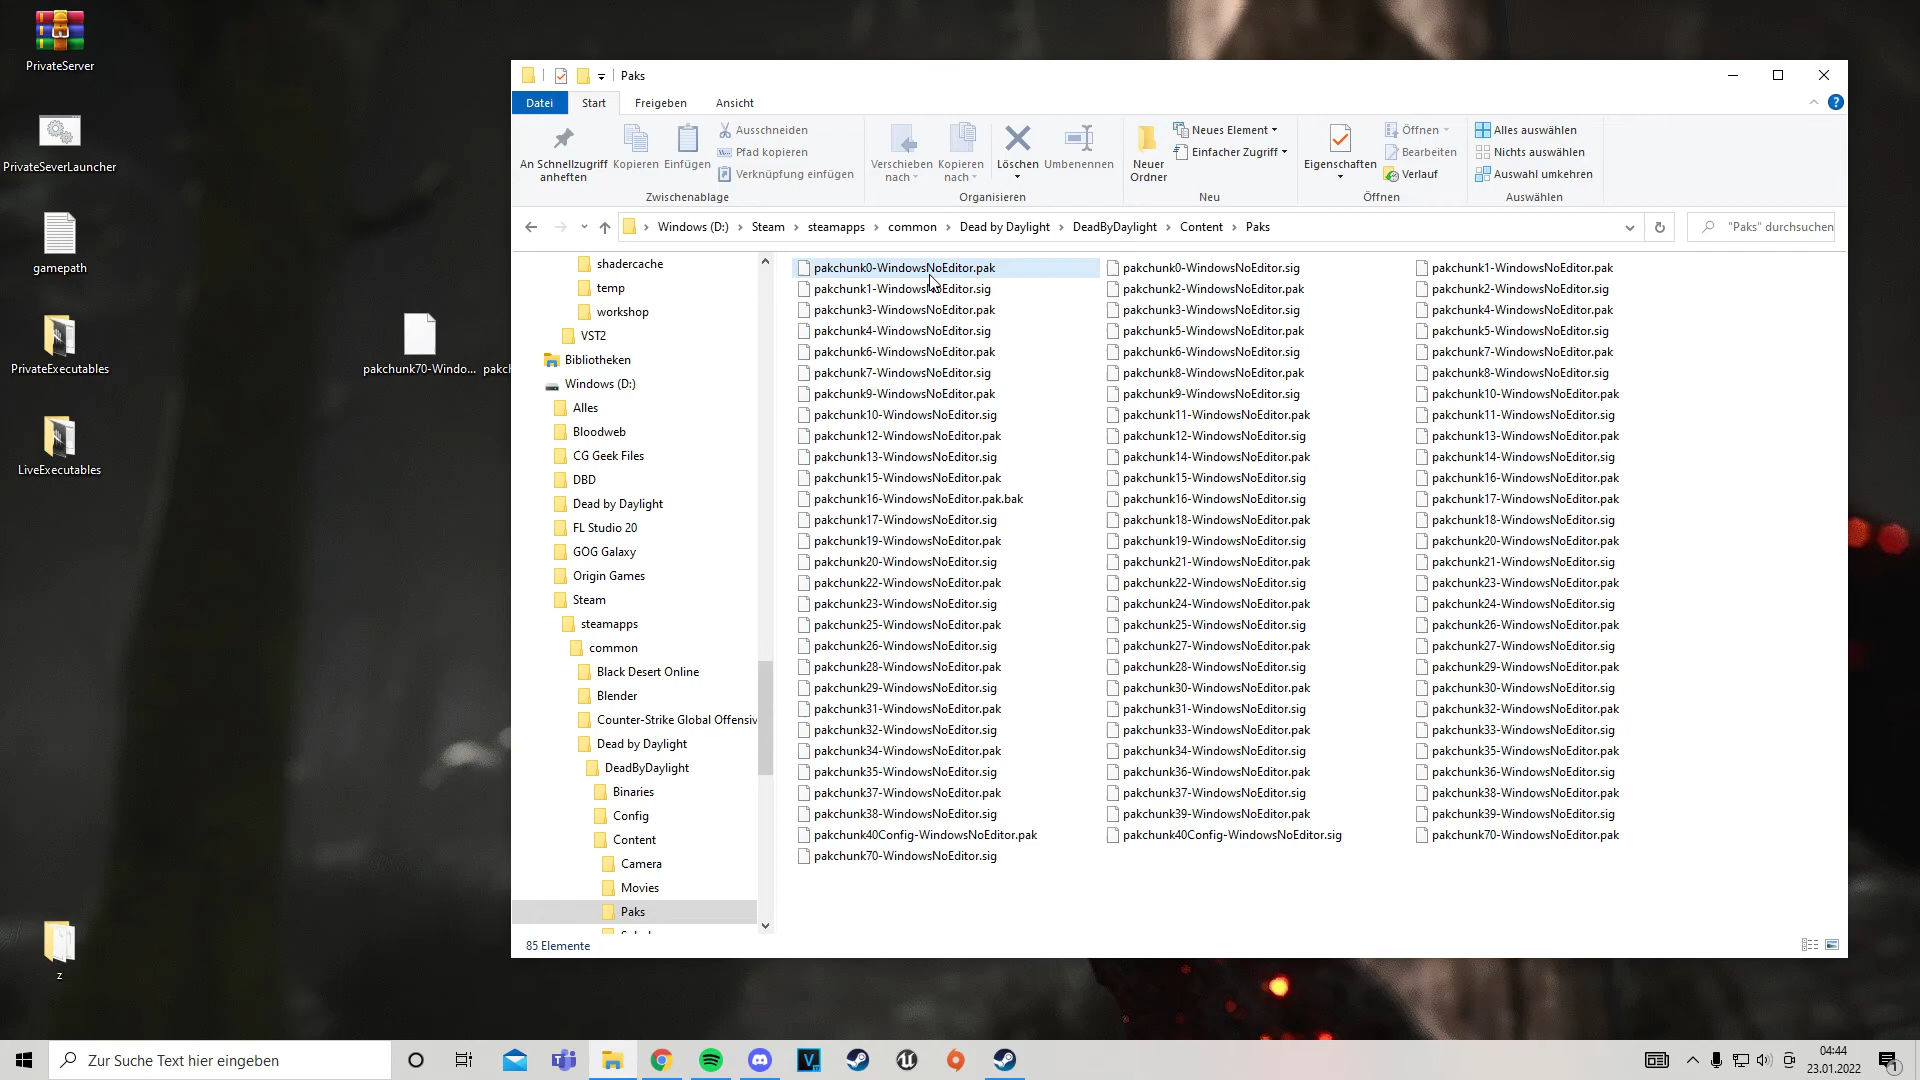 PrivateServer
PrivateSeverLauncher
gamepath
PrivateExecutables
LiveExecutables
z
pakchunk70-Windo...
Paks
Datei
Start
Freigeben
Ansicht
An Schnellzugriff
anheften
Kopieren
Einfügen
Ausschneiden
Pfad kopieren
Verknüpfung einfügen
Zwischenablage
Verschieben
nach
Kopieren
nach
Löschen
Umbenennen
Organisieren
Neuer
Ordner
Neues Element
Einfacher Zugriff
Neu
Eigenschaften
Öffnen
Bearbeiten
Verlauf
Öffnen
Alles auswählen
Nichts auswählen
Auswahl umkehren
Auswählen
Windows (D:) › Steam › steamapps › common › Dead by Daylight › DeadByDaylight › Content › Paks
"Paks" durchsuchen
shadercache
temp
workshop
VST2
Bibliotheken
Windows (D:)
Alles
Bloodweb
CG Geek Files
DBD
Dead by Daylight
FL Studio 20
GOG Galaxy
Origin Games
Steam
steamapps
common
Black Desert Online
Blender
Counter-Strike Global Offensiv
Dead by Daylight
DeadByDaylight
Binaries
Config
Content
Camera
Movies
Paks
pakchunk0-WindowsNoEditor.pak pakchunk0-WindowsNoEditor.sig pakchunk1-WindowsNoEditor.pak
pakchunk1-WindowsNoEditor.sig pakchunk2-WindowsNoEditor.pak pakchunk2-WindowsNoEditor.sig
pakchunk3-WindowsNoEditor.pak pakchunk3-WindowsNoEditor.sig pakchunk4-WindowsNoEditor.pak
pakchunk4-WindowsNoEditor.sig pakchunk5-WindowsNoEditor.pak pakchunk5-WindowsNoEditor.sig
pakchunk6-WindowsNoEditor.pak pakchunk6-WindowsNoEditor.sig pakchunk7-WindowsNoEditor.pak
pakchunk7-WindowsNoEditor.sig pakchunk8-WindowsNoEditor.pak pakchunk8-WindowsNoEditor.sig
pakchunk9-WindowsNoEditor.pak pakchunk9-WindowsNoEditor.sig pakchunk10-WindowsNoEditor.pak
pakchunk10-WindowsNoEditor.sig pakchunk11-WindowsNoEditor.pak pakchunk11-WindowsNoEditor.sig
pakchunk12-WindowsNoEditor.pak pakchunk12-WindowsNoEditor.sig pakchunk13-WindowsNoEditor.pak
pakchunk13-WindowsNoEditor.sig pakchunk14-WindowsNoEditor.pak pakchunk14-WindowsNoEditor.sig
pakchunk15-WindowsNoEditor.pak pakchunk15-WindowsNoEditor.sig pakchunk16-WindowsNoEditor.pak
pakchunk16-WindowsNoEditor.pak.bak pakchunk16-WindowsNoEditor.sig pakchunk17-WindowsNoEditor.pak
pakchunk17-WindowsNoEditor.sig pakchunk18-WindowsNoEditor.pak pakchunk18-WindowsNoEditor.sig
pakchunk19-WindowsNoEditor.pak pakchunk19-WindowsNoEditor.sig pakchunk20-WindowsNoEditor.pak
pakchunk20-WindowsNoEditor.sig pakchunk21-WindowsNoEditor.pak pakchunk21-WindowsNoEditor.sig
pakchunk22-WindowsNoEditor.pak pakchunk22-WindowsNoEditor.sig pakchunk23-WindowsNoEditor.pak
pakchunk23-WindowsNoEditor.sig pakchunk24-WindowsNoEditor.pak pakchunk24-WindowsNoEditor.sig
pakchunk25-WindowsNoEditor.pak pakchunk25-WindowsNoEditor.sig pakchunk26-WindowsNoEditor.pak
pakchunk26-WindowsNoEditor.sig pakchunk27-WindowsNoEditor.pak pakchunk27-WindowsNoEditor.sig
pakchunk28-WindowsNoEditor.pak pakchunk28-WindowsNoEditor.sig pakchunk29-WindowsNoEditor.pak
pakchunk29-WindowsNoEditor.sig pakchunk30-WindowsNoEditor.pak pakchunk30-WindowsNoEditor.sig
pakchunk31-WindowsNoEditor.pak pakchunk31-WindowsNoEditor.sig pakchunk32-WindowsNoEditor.pak
pakchunk32-WindowsNoEditor.sig pakchunk33-WindowsNoEditor.pak pakchunk33-WindowsNoEditor.sig
pakchunk34-WindowsNoEditor.pak pakchunk34-WindowsNoEditor.sig pakchunk35-WindowsNoEditor.pak
pakchunk35-WindowsNoEditor.sig pakchunk36-WindowsNoEditor.pak pakchunk36-WindowsNoEditor.sig
pakchunk37-WindowsNoEditor.pak pakchunk37-WindowsNoEditor.sig pakchunk38-WindowsNoEditor.pak
pakchunk38-WindowsNoEditor.sig pakchunk39-WindowsNoEditor.pak pakchunk39-WindowsNoEditor.sig
pakchunk40Config-WindowsNoEditor.pak pakchunk40Config-WindowsNoEditor.sig pakchunk70-WindowsNoEditor.pak
pakchunk70-WindowsNoEditor.sig
85 Elemente
Zur Suche Text hier eingeben
04:44
23.01.2022
1